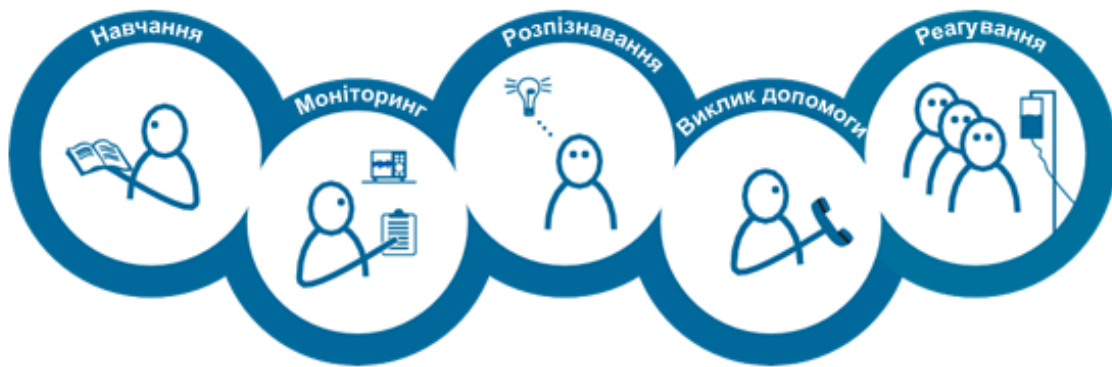 Навчання
Моніторинг
Розпізнавання
Виклик допомоги
Реагування